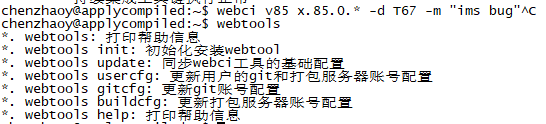 chenzhaoy@applycompiled:~$ webci v85 x.85.0.* -d T67 -m "ims bug"^C
chenzhaoy@applycompiled:~$ webtools
*. webtools: 打印帮助信息
*. webtools init: 初始化安装webtool
*. webtools update: 同步webci工具的基础配置
*. webtools usercfg: 更新用户的git和打包服务器账号配置
*. webtools gitcfg: 更新git账号配置
*. webtools buildcfg: 更新打包服务器账号配置
*. webtools help: 打印帮助信息